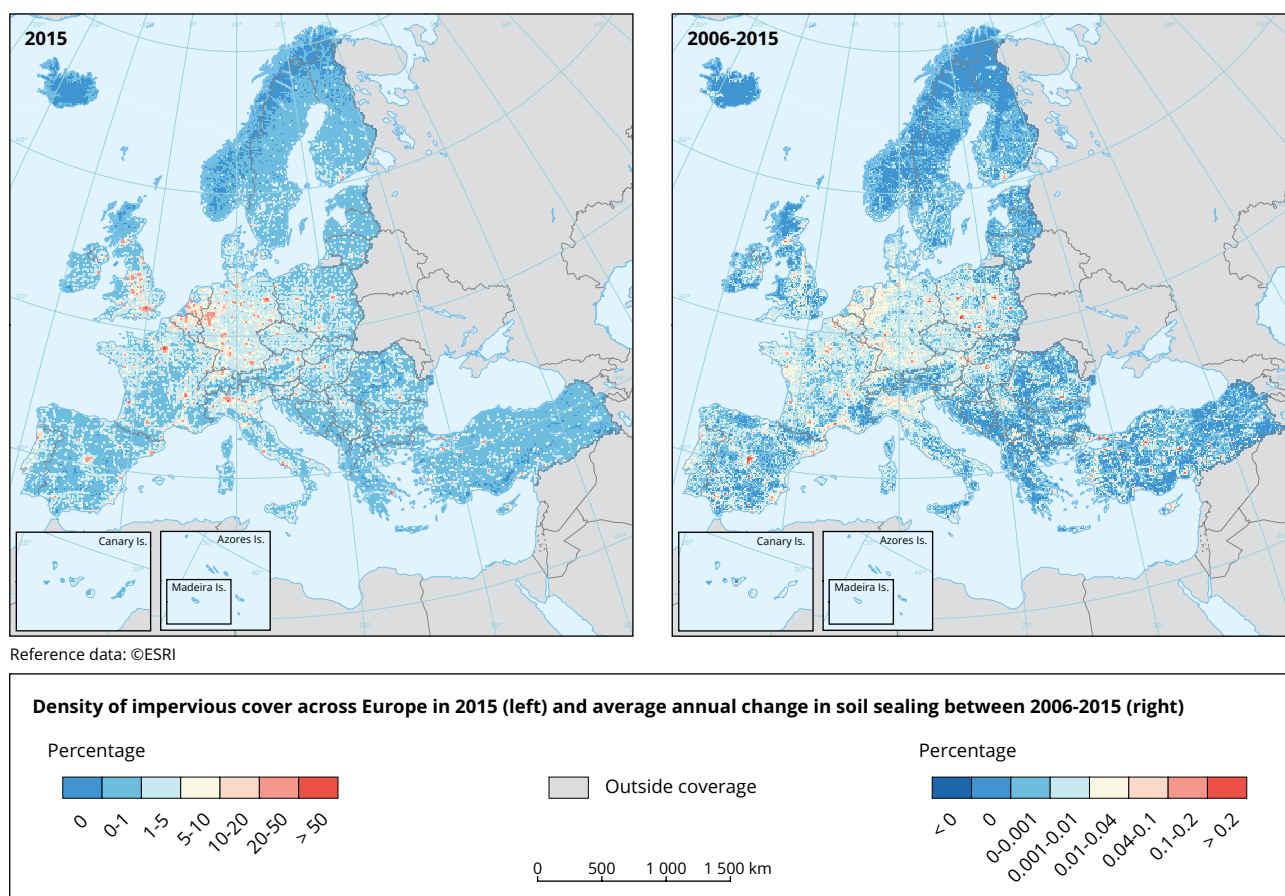 2015
2006-2015
Canary Is.
Azores Is.
Madeira Is.
Canary Is.
Azores Is.
Madeira Is.
Reference data: ©ESRI
Density of impervious cover across Europe in 2015 (left) and average annual change in soil sealing between 2006-2015 (right)
Percentage
0
0-1
1-5
5-10
10-20
20-50
> 50
Outside coverage
0 500 1 000 1 500 km
Percentage
< 0
0
0-0.001
0.001-0.01
0.01-0.04
0.04-0.1
0.1-0.2
> 0.2